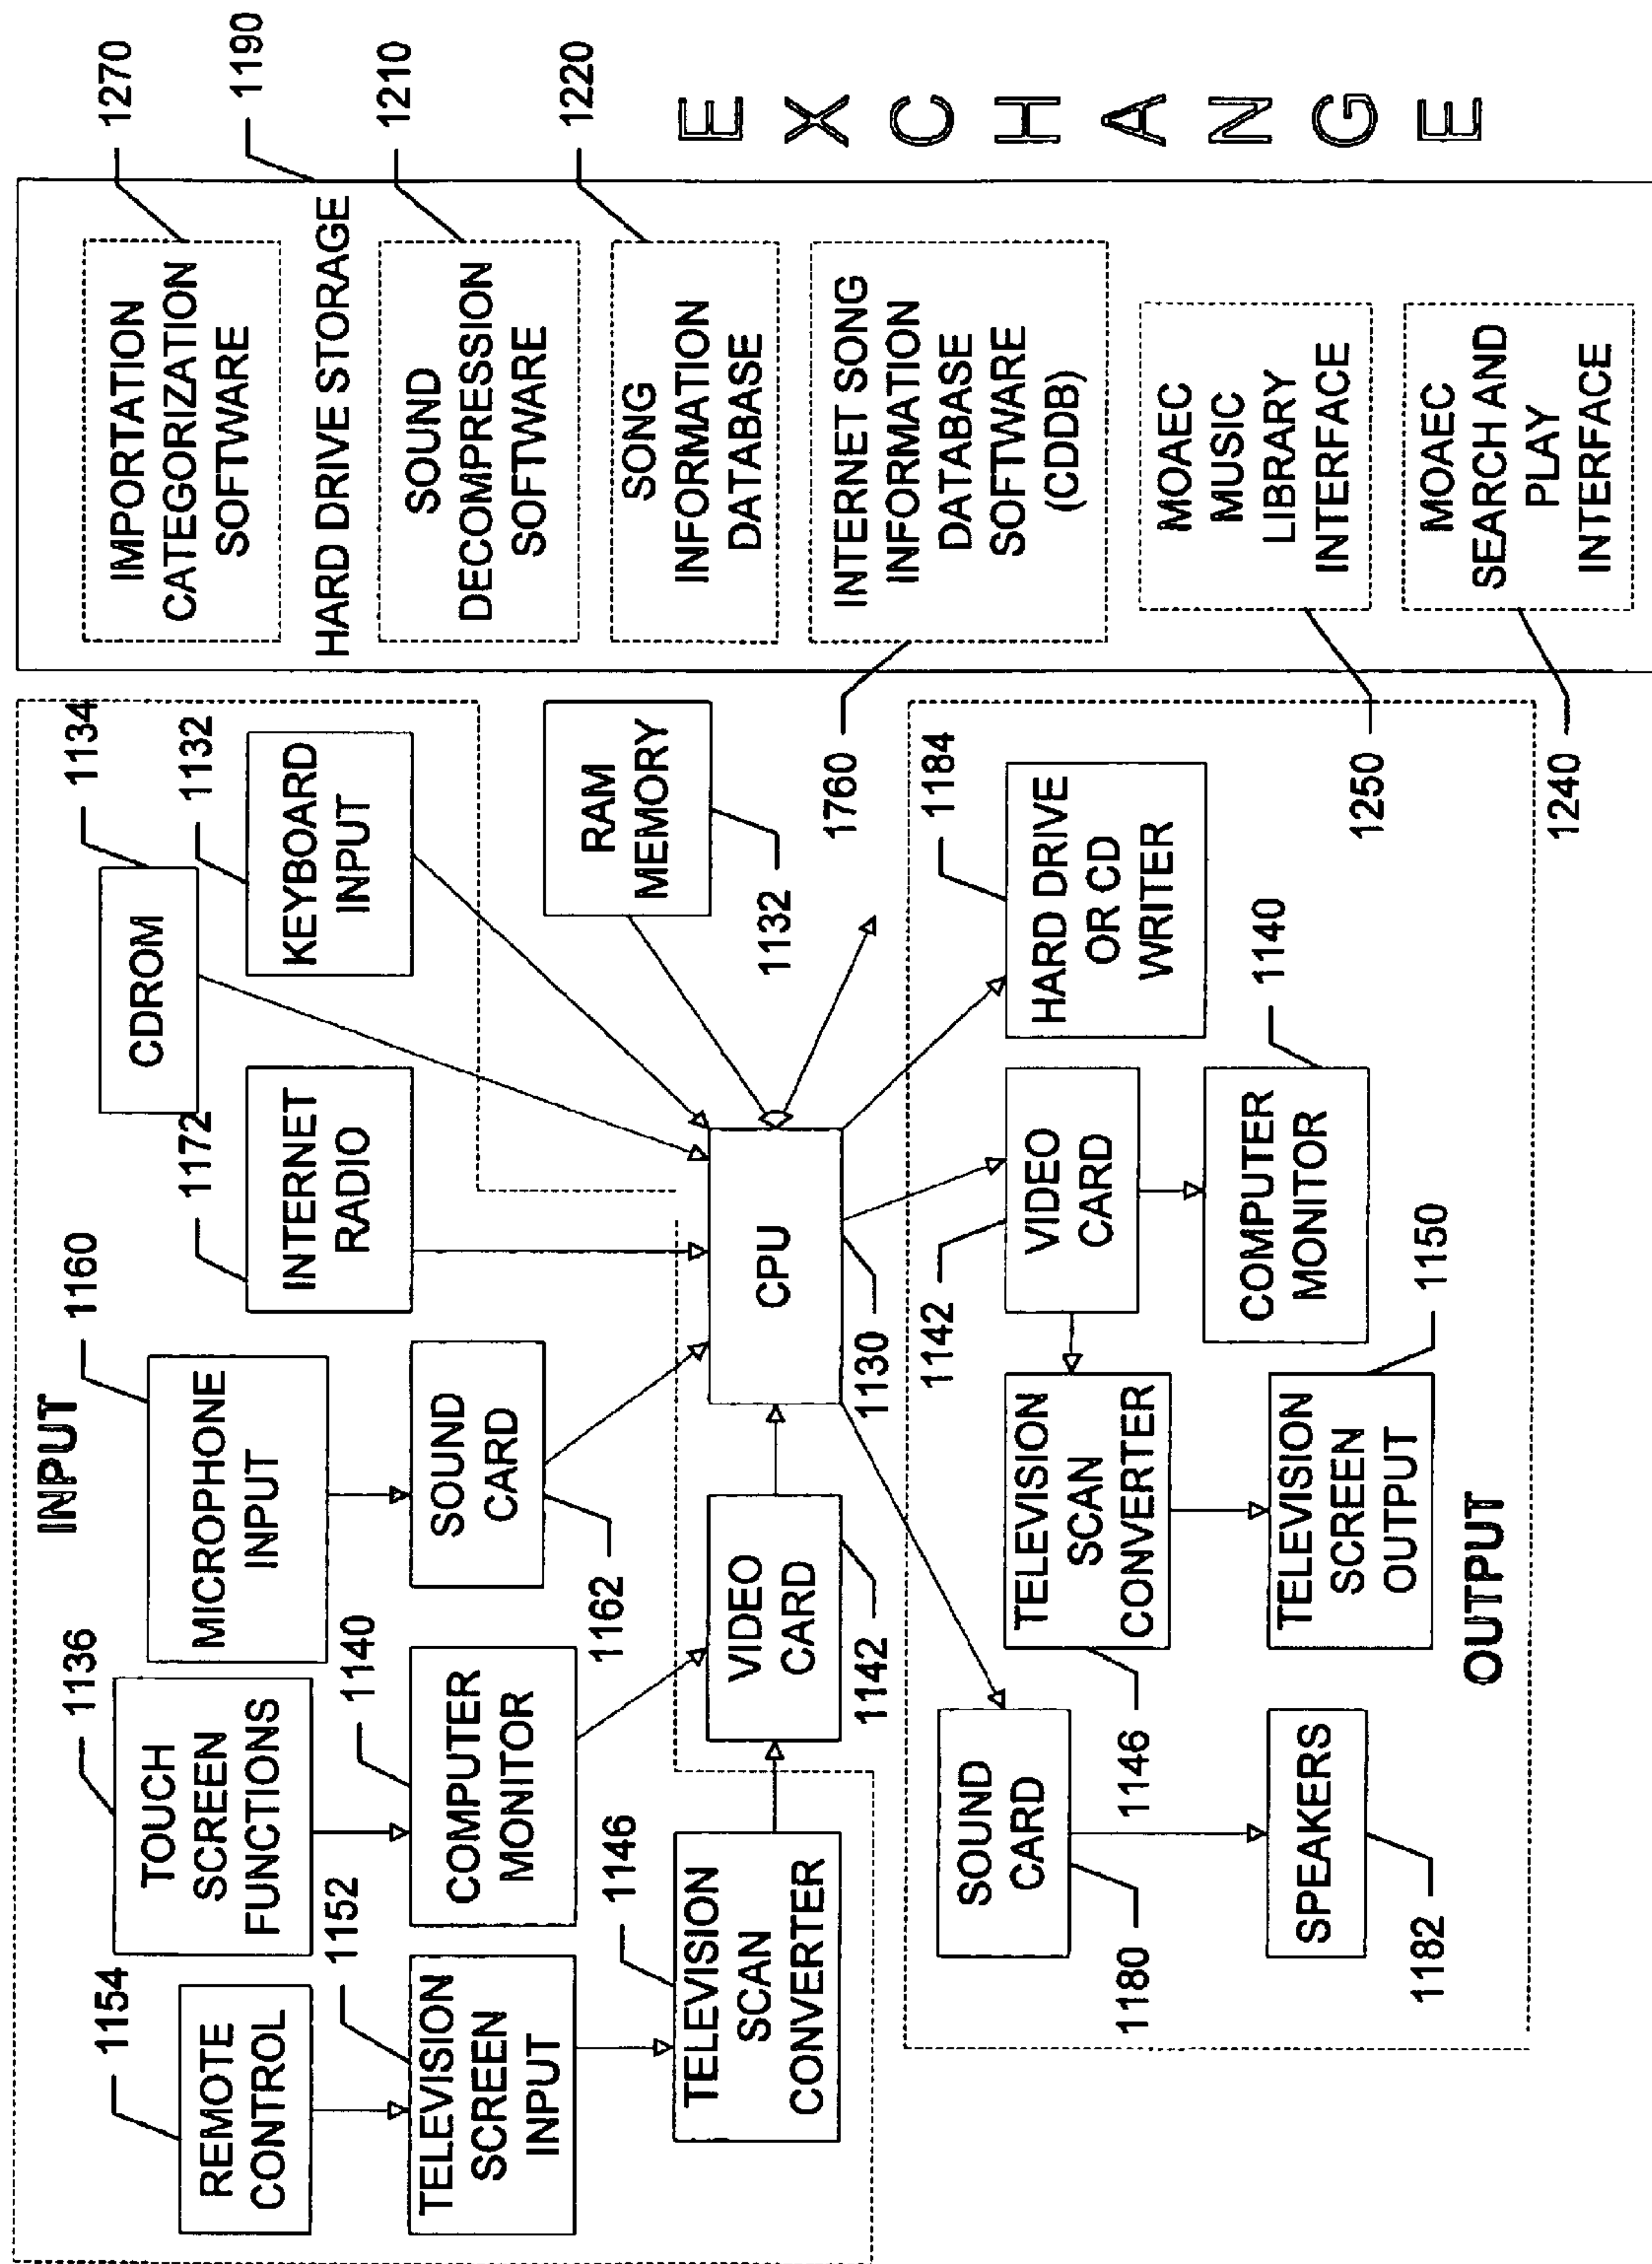 INPUT
1154
REMOTE
CONTROL
1152
TELEVISION
SCREEN
INPUT
1146
TELEVISION
SCAN
CONVERTER
1136
TOUCH
SCREEN
FUNCTIONS
1140
COMPUTER
MONITOR
VIDEO
CARD
1142
1160
MICROPHONE
INPUT
SOUND
CARD
1162
1172
INTERNET
RADIO
CDROM
1134
1132
KEYBOARD
INPUT
RAM
MEMORY
1132
CPU
1130
SOUND
CARD
1180
SPEAKERS
1182
1142
VIDEO
CARD
TELEVISION
SCAN
CONVERTER
1146
TELEVISION
SCREEN
OUTPUT
1150
COMPUTER
MONITOR
1140
HARD DRIVE
OR CD
WRITER
1184
OUTPUT
IMPORTATION
CATEGORIZATION
SOFTWARE
1270
HARD DRIVE STORAGE
1190
SOUND
DECOMPRESSION
SOFTWARE
1210
SONG
INFORMATION
DATABASE
1220
INTERNET SONG
INFORMATION
DATABASE
SOFTWARE
(CDDB)
1760
MOAEC
MUSIC
LIBRARY
INTERFACE
1250
MOAEC
SEARCH AND
PLAY
INTERFACE
1240
EXCHANGE